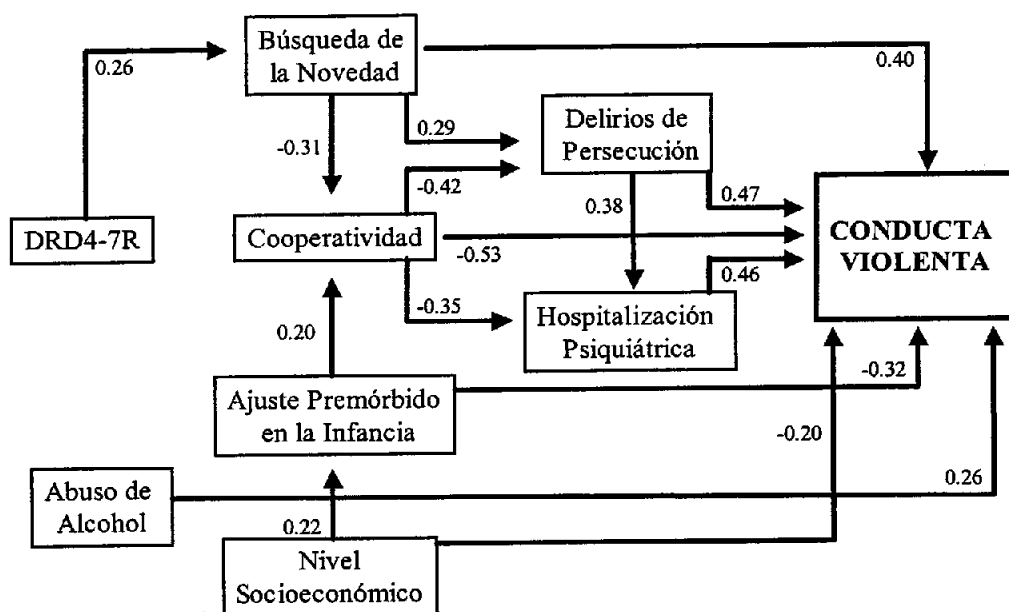 Búsqueda de
la Novedad
0.26
0.40
-0.31
0.29
Delirios de
Persecución
-0.42
0.38
0.47
DRD4-7R
Cooperatividad
-0.53
CONDUCTA
VIOLENTA
0.46
-0.35
Hospitalización
Psiquiátrica
0.20
-0.32
Ajuste Premórbido
en la Infancia
-0.20
Abuso de
Alcohol
0.26
0.22
Nivel
Socioeconómico